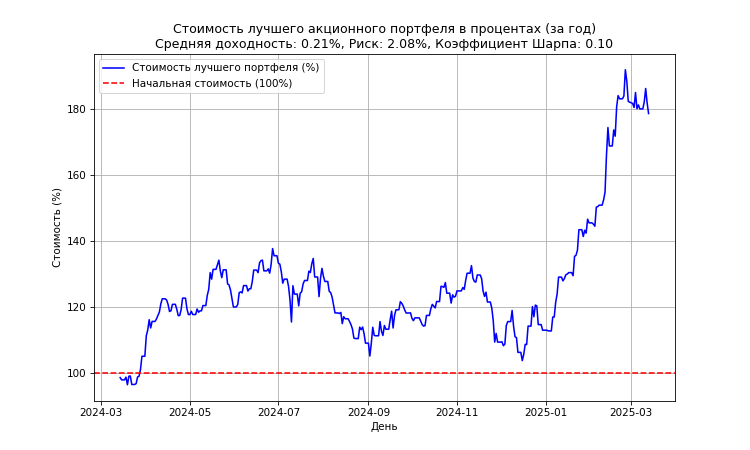 Стоимость лучшего акционного портфеля в процентах (за год)
Средняя доходность: 0.21%, Риск: 2.08%, Коэффициент Шарпа: 0.10
Стоимость лучшего портфеля (%)
Начальная стоимость (100%)
Стоимость (%)
180
160
140
120
100
2024-03
2024-05
2024-07
2024-09
2024-11
2025-01
2025-03
День